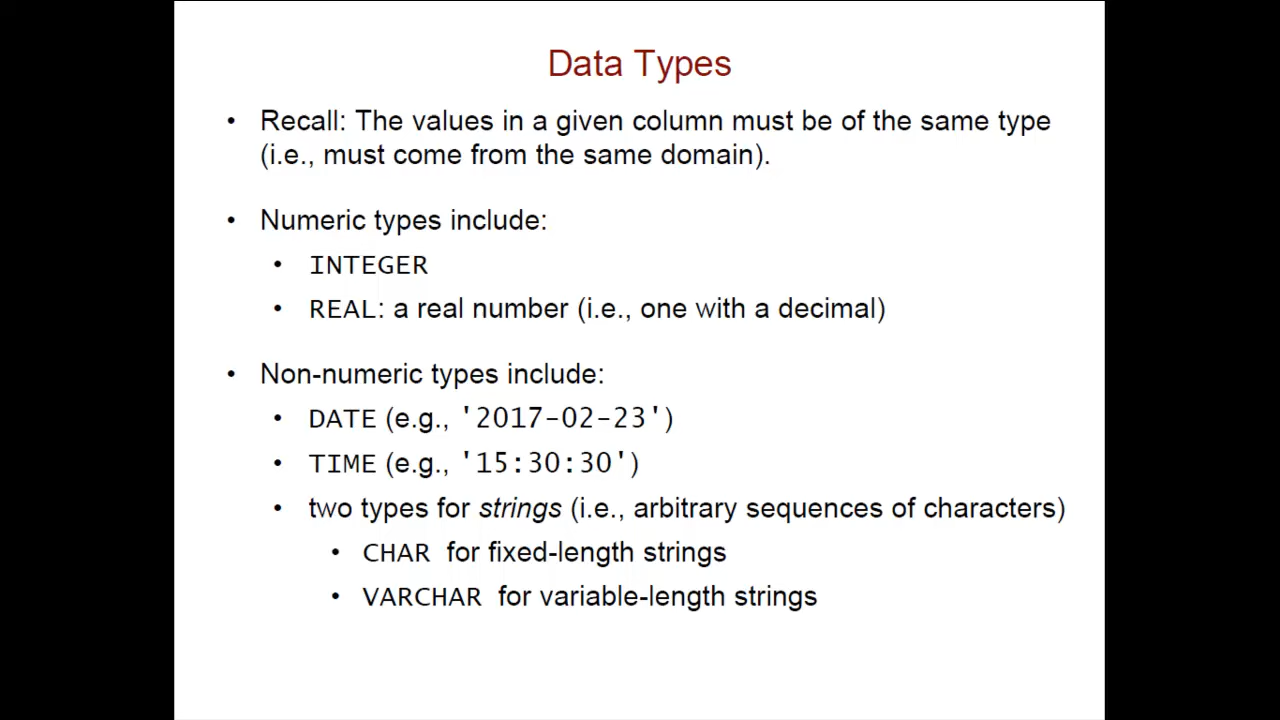 Data Types
• Recall: The values in a given column must be of the same type
(i.e., must come from the same domain).
• Numeric types include:
• INTEGER
• REAL: a real number (i.e., one with a decimal)
• Non-numeric types include:
• DATE (e.g., '2017-02-23')
• TIME (e.g., '15:30:30')
• two types for strings (i.e., arbitrary sequences of characters)
• CHAR for fixed-length strings
• VARCHAR for variable-length strings